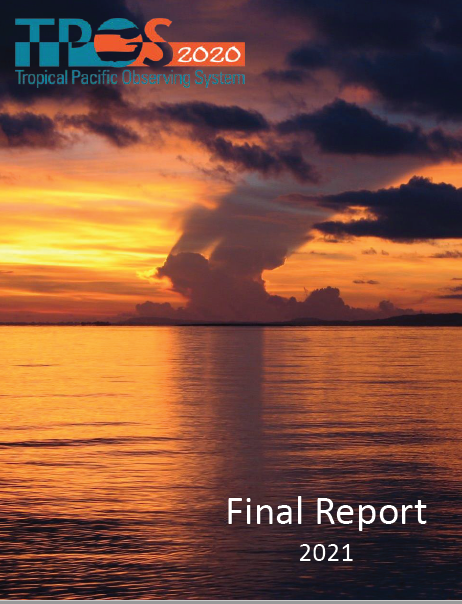 TPOS 2020
Tropical Pacific Observing System
Final Report
2021